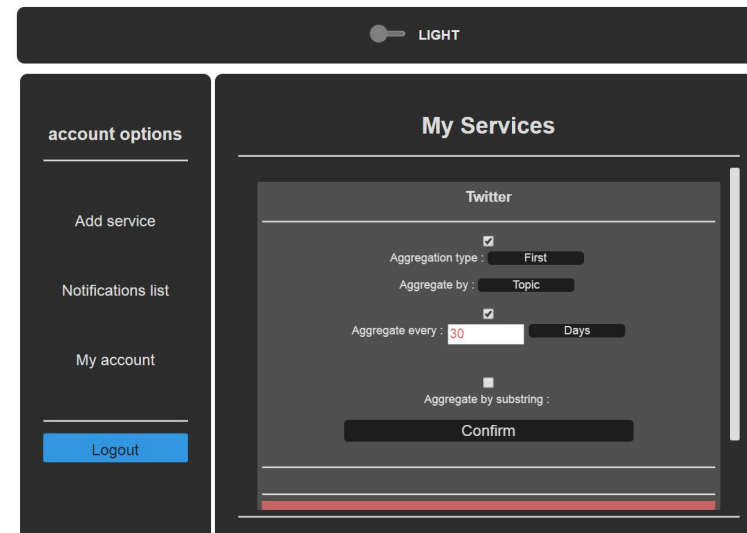 LIGHT
account options
Add service
Notifications list
My account
Logout
My Services
Twitter
Aggregation type : First
Aggregate by : Topic
Aggregate every : 30 Days
Aggregate by substring :
Confirm